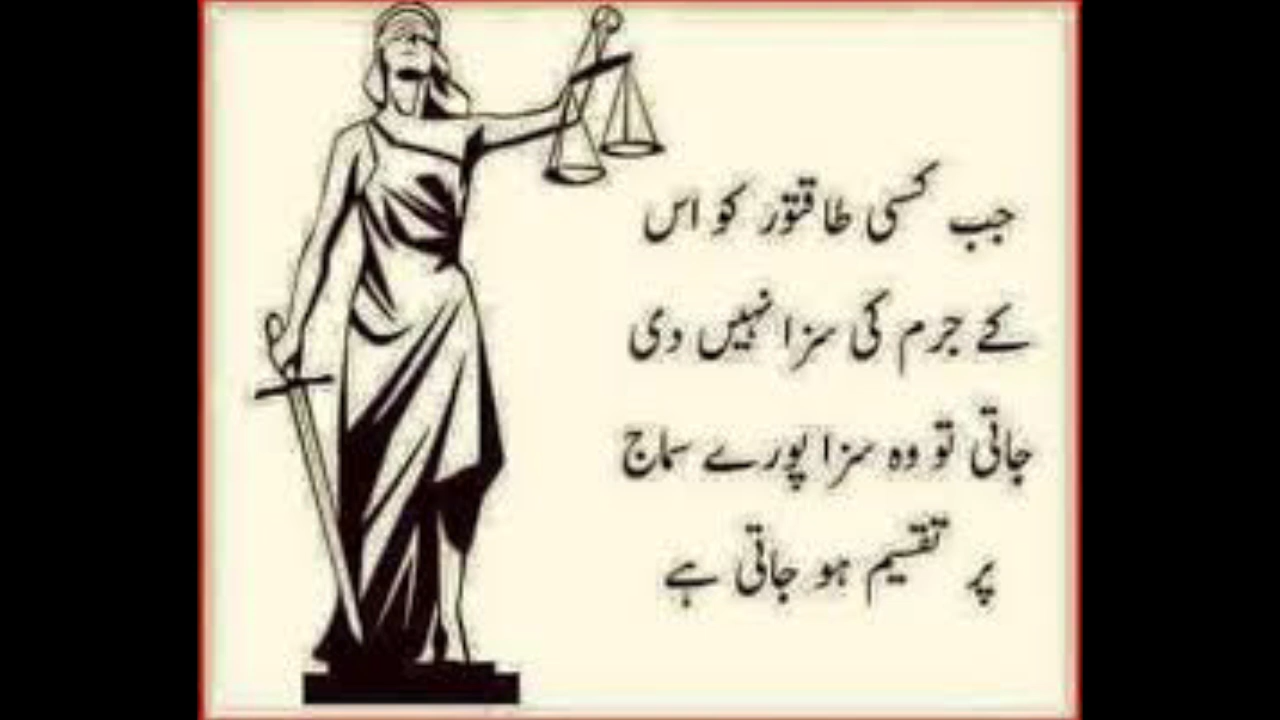 جب کسی طاقتور کو اس
کے جرم کی سزا نہیں دی
جاتی تو وہ سزا پورے سماج
پر تقسیم ہو جاتی ہے